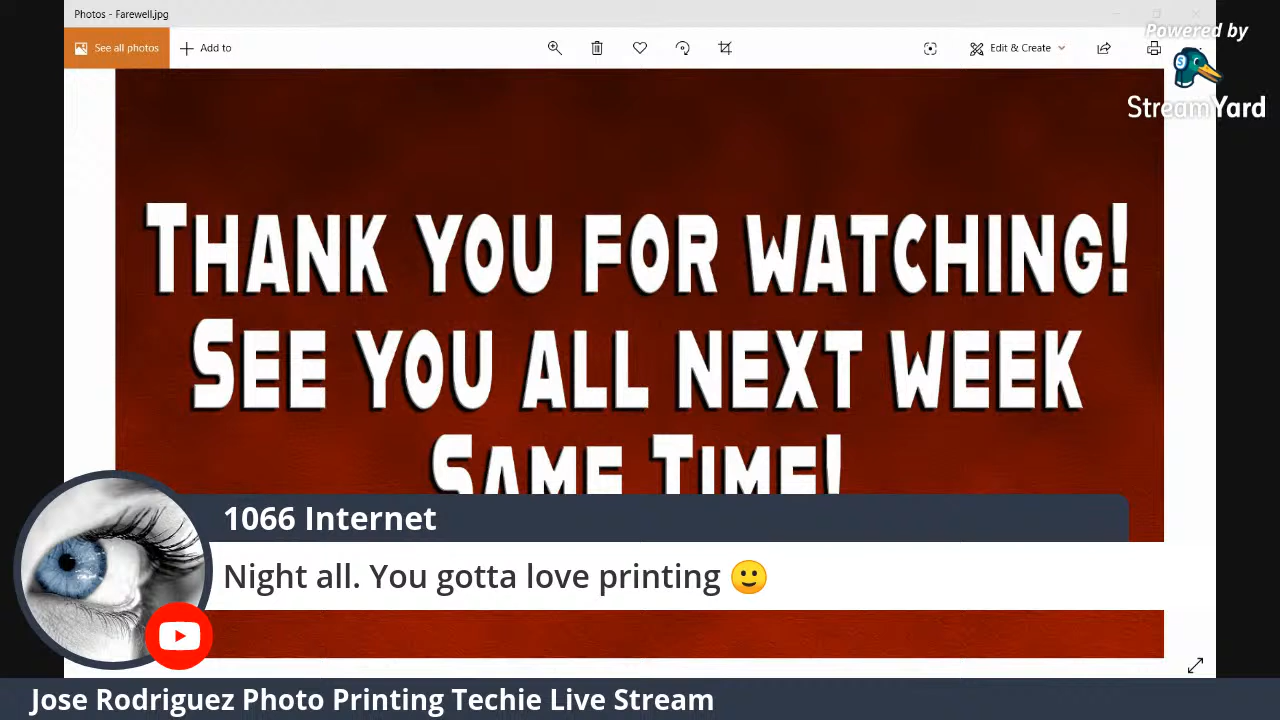 Photos - Farewell.jpg
See all photos
Add to
Edit & Create
Powered by
StreamYard
THANK YOU FOR WATCHING!
SEE YOU ALL NEXT WEEK
SAME TIME!
1066 Internet
Night all. You gotta love printing 🙂
Jose Rodriguez Photo Printing Techie Live Stream